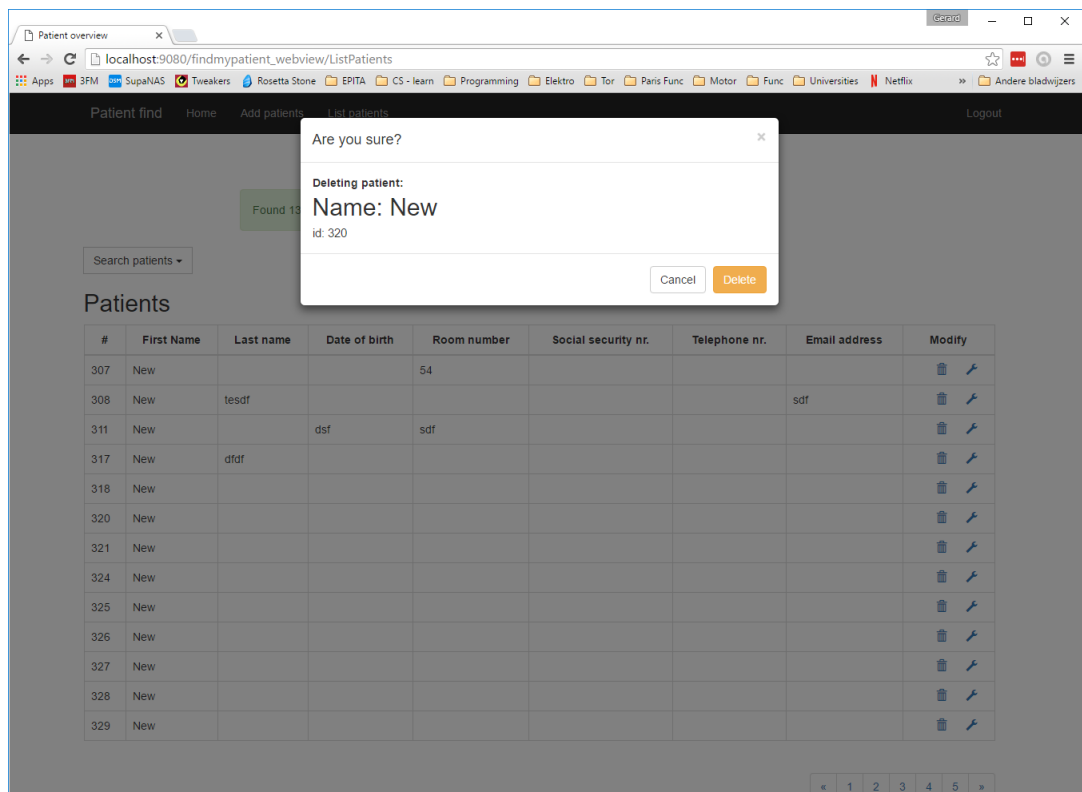 Gerard
Patient overview
localhost:9080/findmypatient_webview/ListPatients
Apps 3FM SupaNAS Tweakers Rosetta Stone EPITA CS - learn Programming Elektro Tor Paris Func Motor Func Universities Netflix » Andere bladwijzers
Patient find Home Add patients List patients Logout
Are you sure? ×
Deleting patient:
Name: New
id: 320
Cancel Delete
Found 13
Search patients
Patients
# First Name Last name Date of birth Room number Social security nr. Telephone nr. Email address Modify
307 New 54
308 New tesdf sdf
311 New dsf sdf
317 New dfdf
318 New
320 New
321 New
324 New
325 New
326 New
327 New
328 New
329 New
« 1 2 3 4 5 »